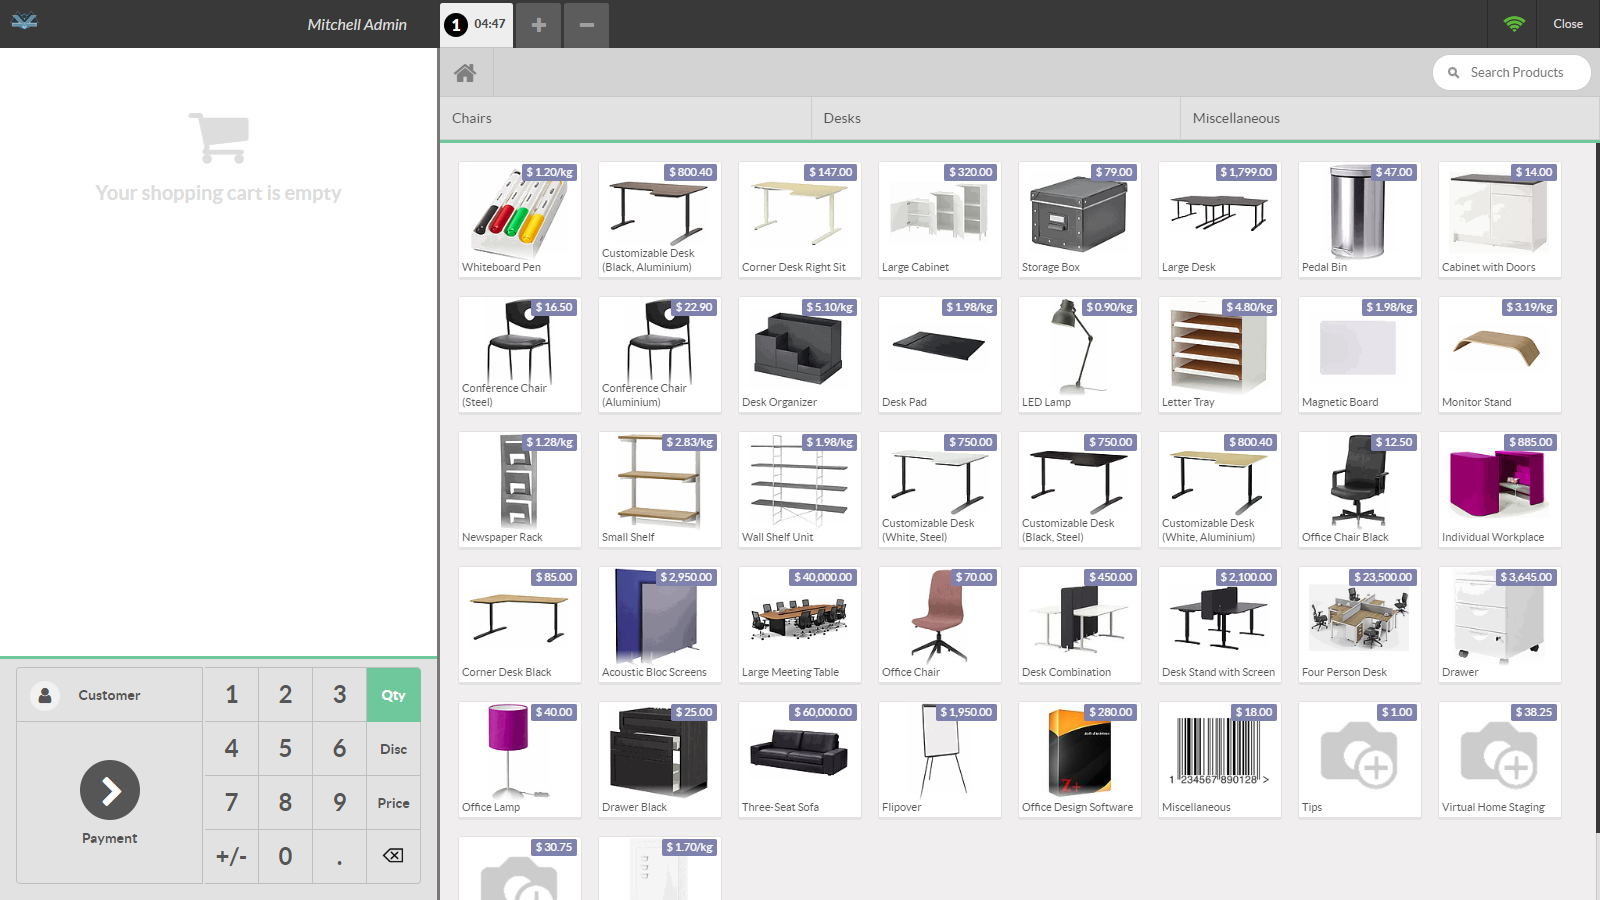 Mitchell Admin
1 04:47
Close
Search Products
Chairs
Desks
Miscellaneous
Your shopping cart is empty
$ 1.20/kg
Whiteboard Pen
$ 800.40
Customizable Desk
(Black, Aluminium)
$ 147.00
Corner Desk Right Sit
$ 320.00
Large Cabinet
$ 79.00
Storage Box
$ 1,799.00
Large Desk
$ 47.00
Pedal Bin
$ 14.00
Cabinet with Doors
$ 16.50
Conference Chair
(Steel)
$ 22.90
Conference Chair
(Aluminium)
$ 5.10/kg
Desk Organizer
$ 1.98/kg
Desk Pad
$ 0.90/kg
LED Lamp
$ 4.80/kg
Letter Tray
$ 1.98/kg
Magnetic Board
$ 3.19/kg
Monitor Stand
$ 1.28/kg
Newspaper Rack
$ 2.83/kg
Small Shelf
$ 1.98/kg
Wall Shelf Unit
$ 750.00
Customizable Desk
(White, Steel)
$ 750.00
Customizable Desk
(Black, Steel)
$ 800.40
Customizable Desk
(White, Aluminium)
$ 12.50
Office Chair Black
$ 885.00
Individual Workplace
$ 85.00
Corner Desk Black
$ 2,950.00
Acoustic Bloc Screens
$ 40,000.00
Large Meeting Table
$ 70.00
Office Chair
$ 450.00
Desk Combination
$ 2,100.00
Desk Stand with Screen
$ 23,500.00
Four Person Desk
$ 3,645.00
Drawer
$ 40.00
Office Lamp
$ 25.00
Drawer Black
$ 60,000.00
Three-Seat Sofa
$ 1,950.00
Flipover
$ 280.00
Z+
Office Design Software
$ 18.00
1 234567 890128 >
Miscellaneous
$ 1.00
Tips
$ 38.25
Virtual Home Staging
$ 30.75
$ 1.70/kg
Customer
1 2 3 Qty
4 5 6 Disc
7 8 9 Price
+/- 0 .
Payment